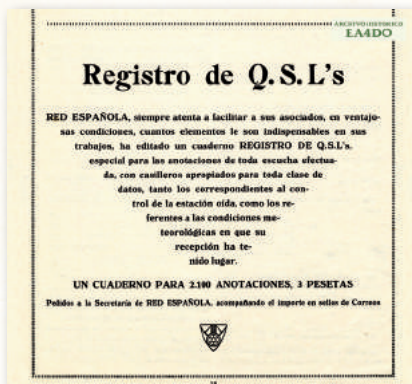 ARCHIVO HISTORICO
EA4DO
Registro de Q. S. L's
RED ESPAÑOLA, siempre atenta a facilitar a sus asociados, en ventajo-
sas condiciones, cuantos elementos le son indispensables en sus
trabajos, ha editado un cuaderno REGISTRO DE Q.S.L's,
especial para las anotaciones de toda escucha efectua-
da, con casilleros apropiados para toda clase de
datos, tanto los correspondientes al con-
trol de la estación oída, como los re-
ferentes a las condiciones me-
teorológicas en que su
recepción ha te-
nido lugar.
UN CUADERNO PARA 2.100 ANOTACIONES, 3 PESETAS
Pedidos a la Secretaría de RED ESPAÑOLA, acompañando el importe en sellos de Correos